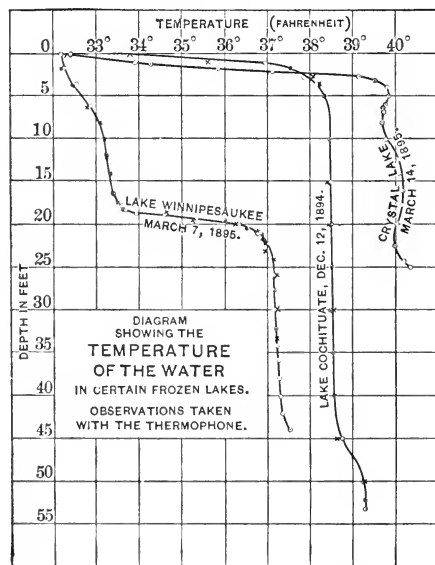 TEMPERATURE (FAHRENHEIT)
33° 34° 35° 36° 37° 38° 39° 40°
DEPTH IN FEET
0
5
10
15
20
25
30
35
40
45
50
55
LAKE WINNIPESAUKEE
MARCH 7, 1895.
LAKE COCHITUATE, DEC. 12, 1894.
CRYSTAL LAKE
MARCH 14, 1895.
DIAGRAM
SHOWING THE
TEMPERATURE
OF THE WATER
IN CERTAIN FROZEN LAKES.
OBSERVATIONS TAKEN
WITH THE THERMOPHONE.